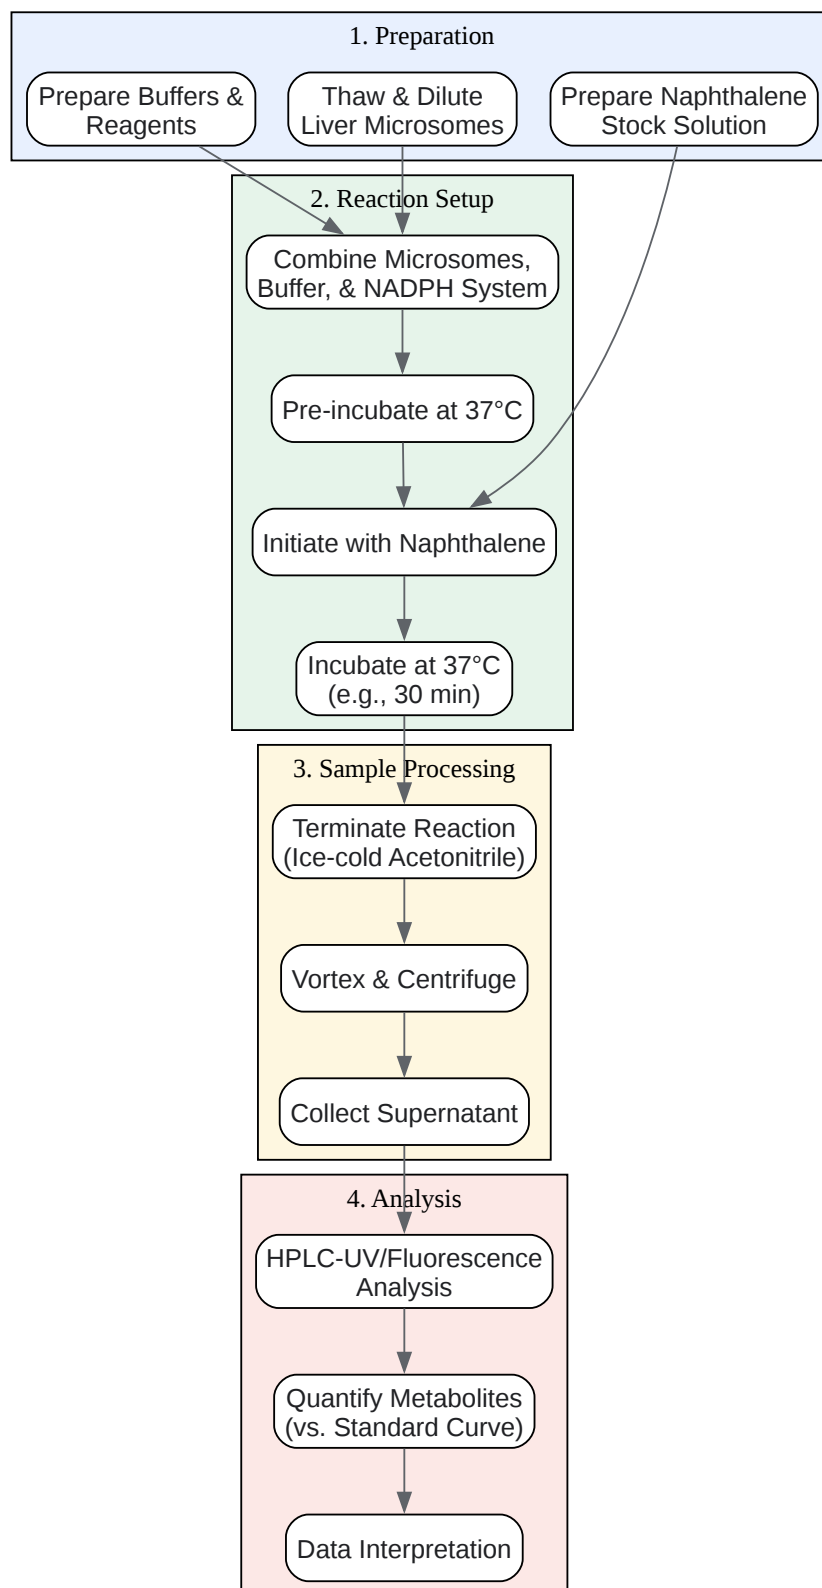 1. Preparation
Prepare Buffers &
Reagents
Thaw & Dilute
Liver Microsomes
Prepare Naphthalene
Stock Solution
2. Reaction Setup
Combine Microsomes,
Buffer, & NADPH System
Pre-incubate at 37°C
Initiate with Naphthalene
Incubate at 37°C
(e.g., 30 min)
3. Sample Processing
Terminate Reaction
(Ice-cold Acetonitrile)
Vortex & Centrifuge
Collect Supernatant
4. Analysis
HPLC-UV/Fluorescence
Analysis
Quantify Metabolites
(vs. Standard Curve)
Data Interpretation